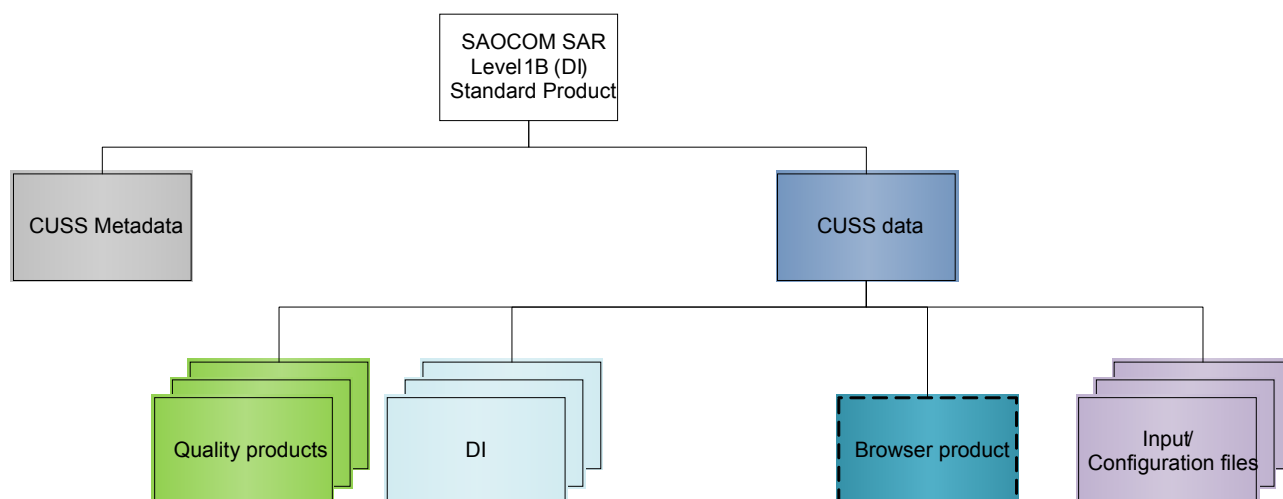 SAOCOM SAR
Level1B (DI)
Standard Product
CUSS Metadata
CUSS data
Quality products
DI
Browser product
Input/
Configuration files